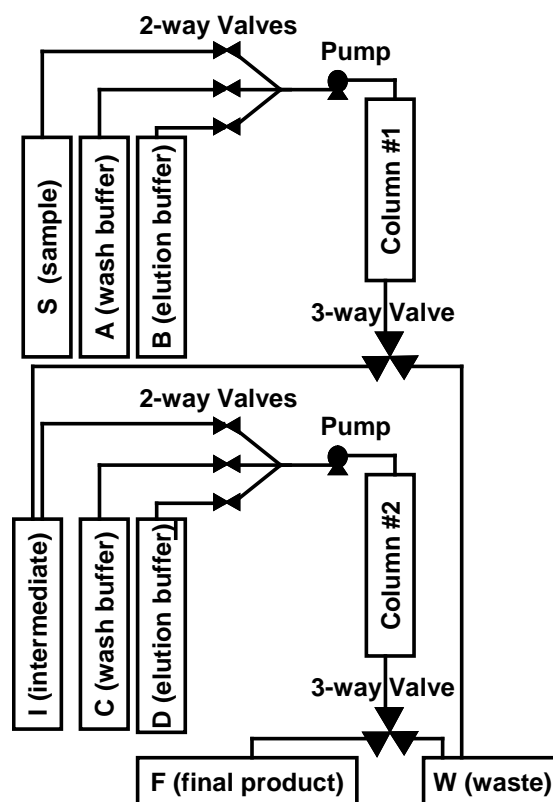 2-way Valves
Pump
S (sample)
A (wash buffer)
B (elution buffer)
Column #1
3-way Valve
2-way Valves
Pump
I (intermediate)
C (wash buffer)
D (elution buffer)
Column #2
3-way Valve
F (final product)
W (waste)